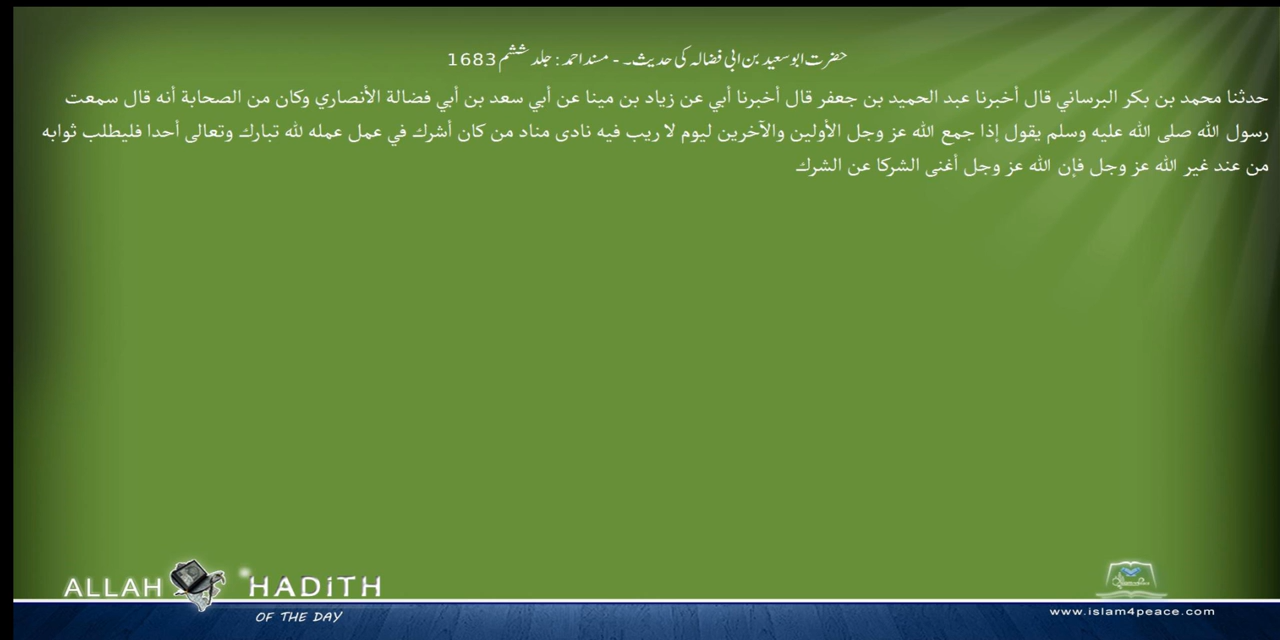 حضرت ابوسعید بن ابی فضالہ کی حدیث۔ - مسند احمد : جلد ششم 1683
حدثنا محمد بن بكر البرساني قال أخبرنا عبد الحميد بن جعفر قال أخبرنا أبي عن زياد بن مينا عن أبي سعد بن أبي فضالة الأنصاري وكان من الصحابة أنه قال سمعت
رسول الله صلى الله عليه وسلم يقول إذا جمع الله عز وجل الأولين والآخرين ليوم لا ريب فيه نادى مناد من كان أشرك في عمل عمله لله تبارك وتعالى أحدا فليطلب ثوابه
من عند غير الله عز وجل فإن الله عز وجل أغنى الشركا عن الشرك
ALLAH HADITH
OF THE DAY
www.islam4peace.com